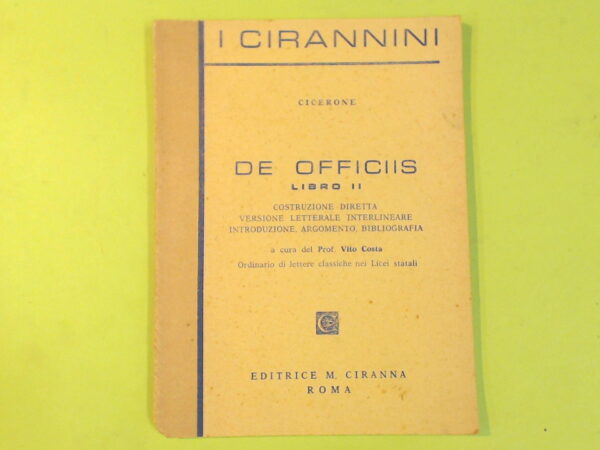 I CIRANNINI
CICERONE
DE OFFICIIS
LIBRO II
COSTRUZIONE DIRETTA
VERSIONE LETTERALE INTERLINEARE
INTRODUZIONE, ARGOMENTO, BIBLIOGRAFIA
a cura del Prof. Vito Costa
Ordinario di lettere classiche nei Licei statali
EDITRICE M. CIRANNA
ROMA